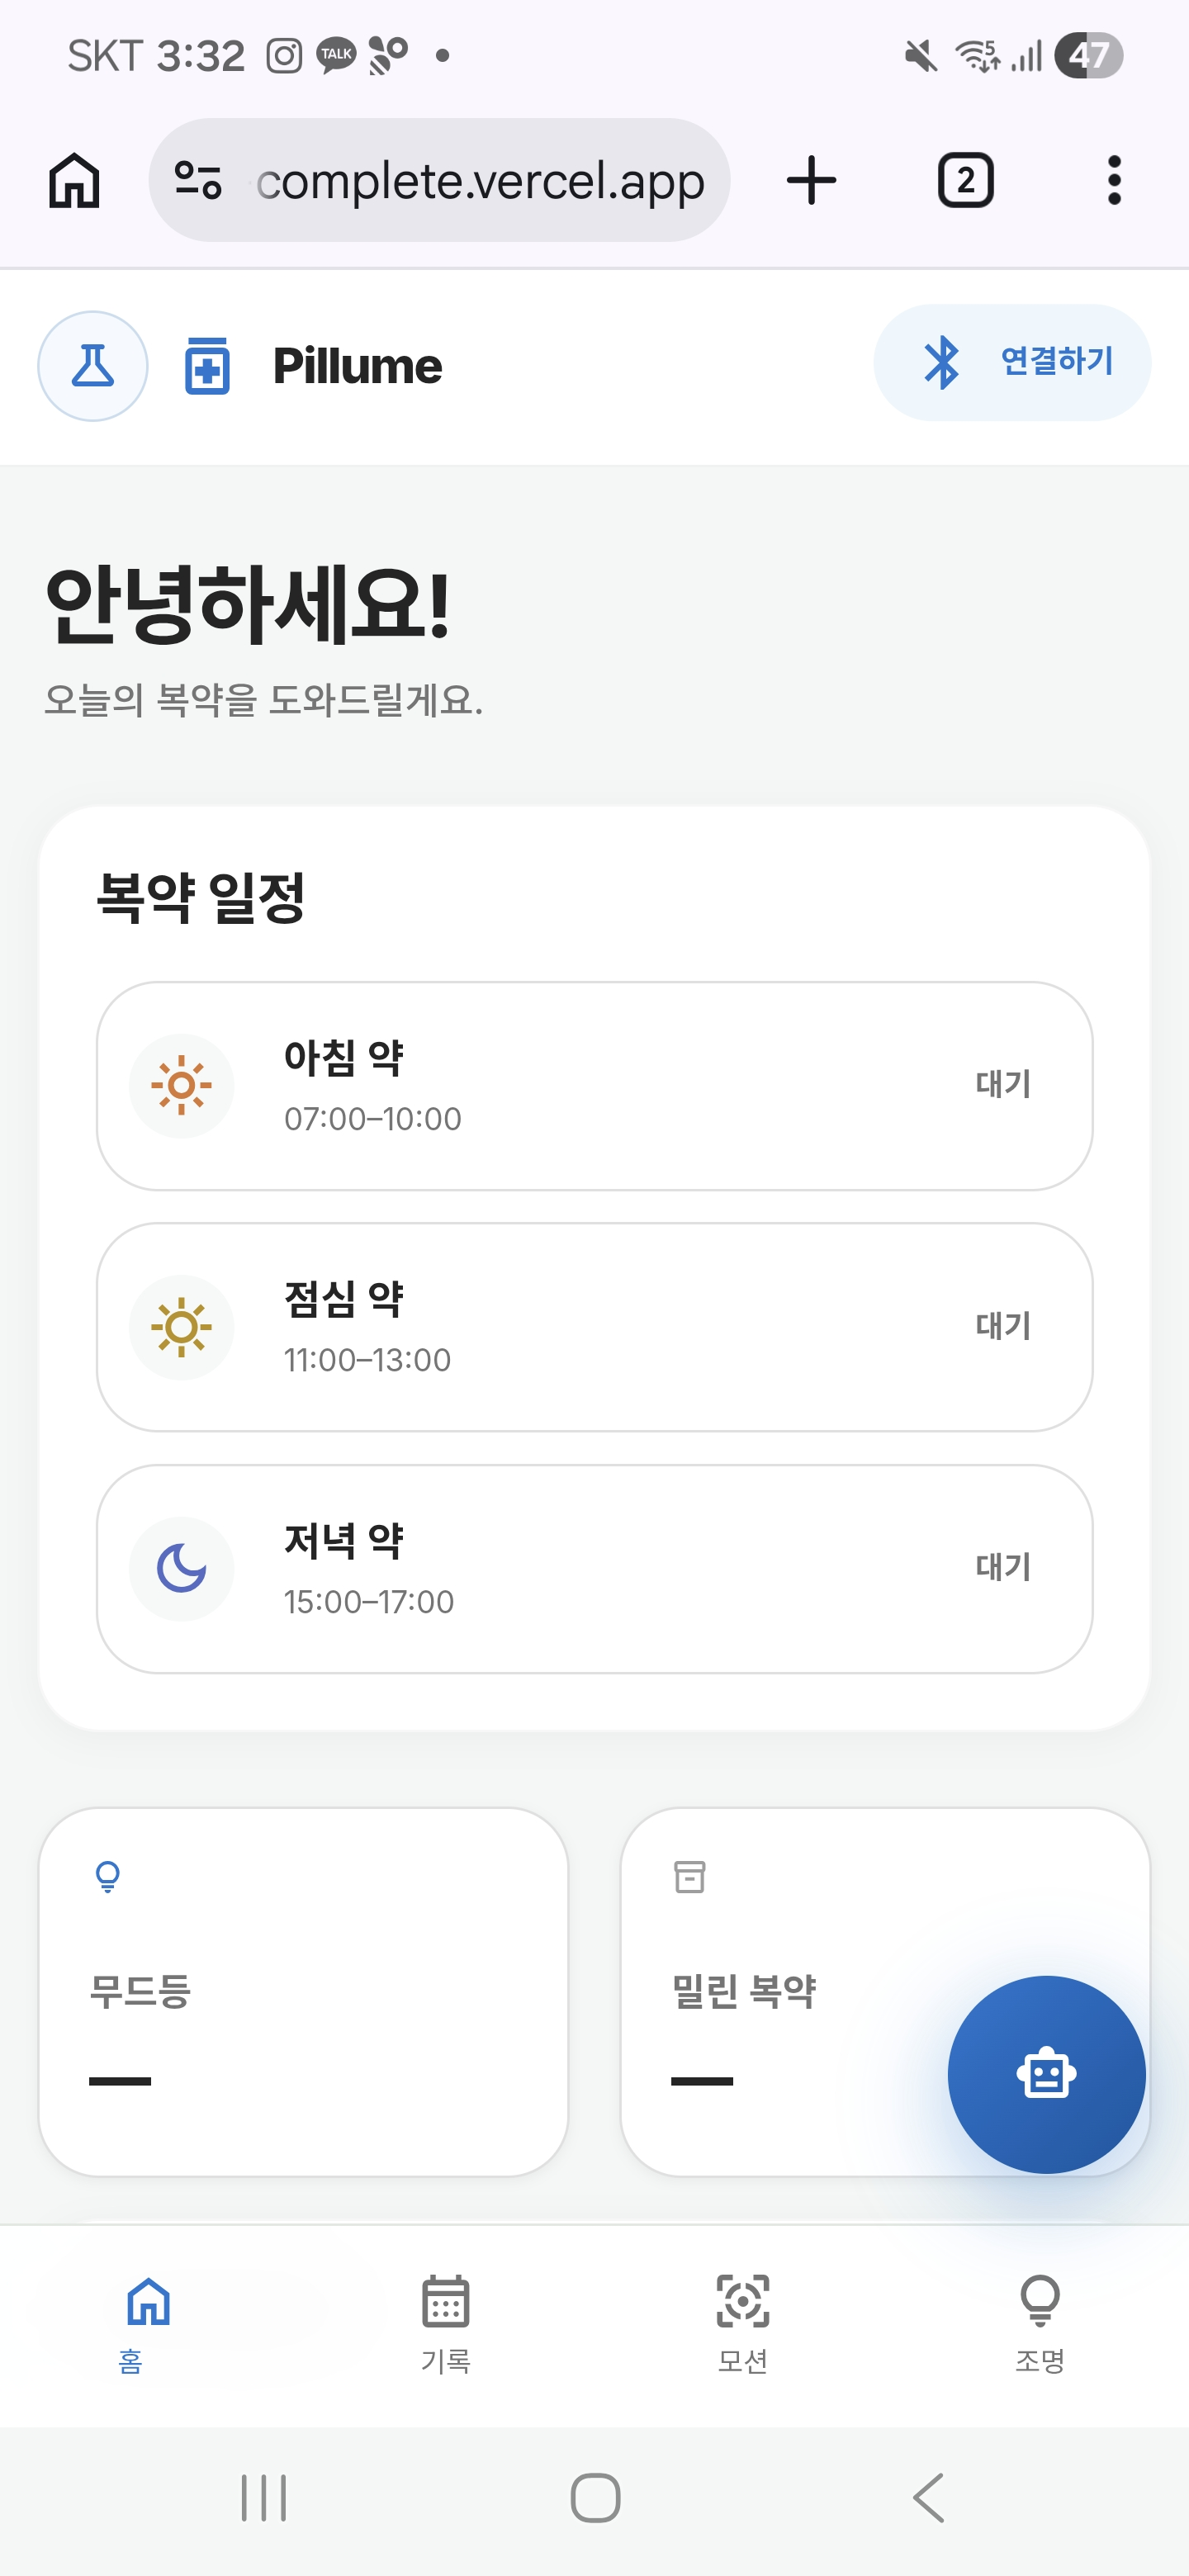 SKT 3:32
TALK
5
47
complete.vercel.app
2
Pillume
연결하기
안녕하세요!
오늘의 복약을 도와드릴게요.
복약 일정
아침 약
07:00–10:00
대기
점심 약
11:00–13:00
대기
저녁 약
15:00–17:00
대기
무드등
—
밀린 복약
—
홈
기록
모션
조명